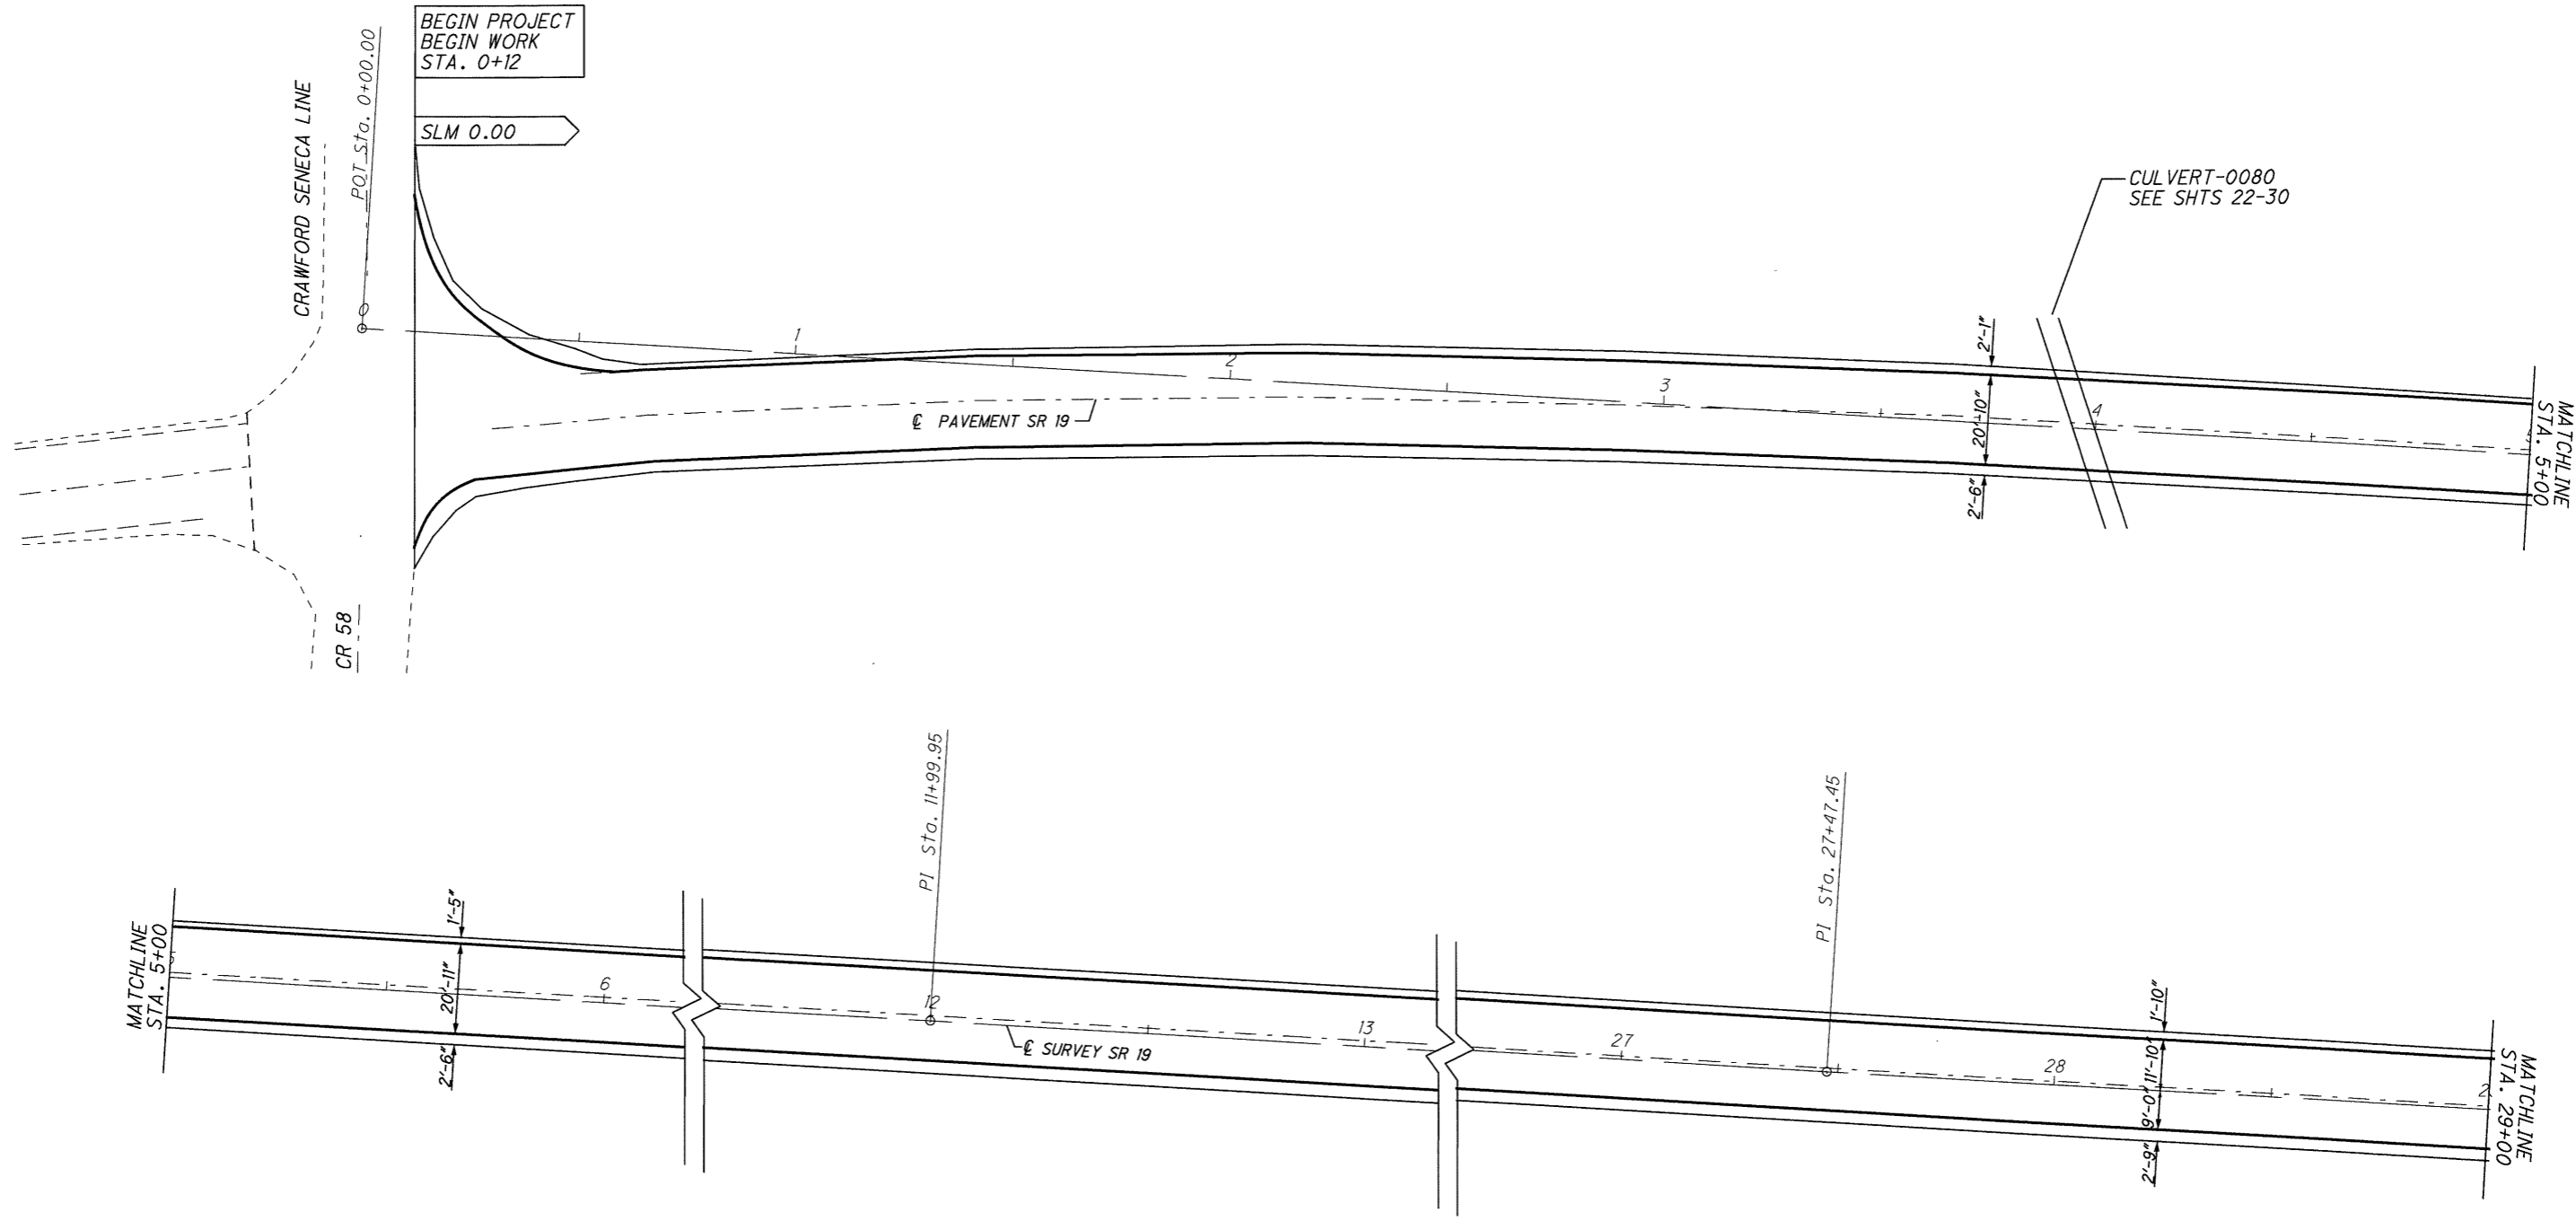 BEGIN PROJECT
BEGIN WORK
STA. 0+12
SLM 0.00
CRAWFORD SENECA LINE
POT Sta. 0+00.00
0
1
2
3
4
℄ PAVEMENT SR 19
2'-1"
20'-10"
2'-6"
CULVERT-0080
SEE SHTS 22-30
MATCHLINE
STA. 5+00
CR 58
MATCHLINE
STA. 5+00
5
1'-5"
20'-11"
2'-6"
6
PI Sta. 11+99.95
12
℄ SURVEY SR 19
13
27
PI Sta. 27+47.45
28
1'-10"
11'-10"
9'-0"
2'-9"
2
MATCHLINE
STA. 29+00